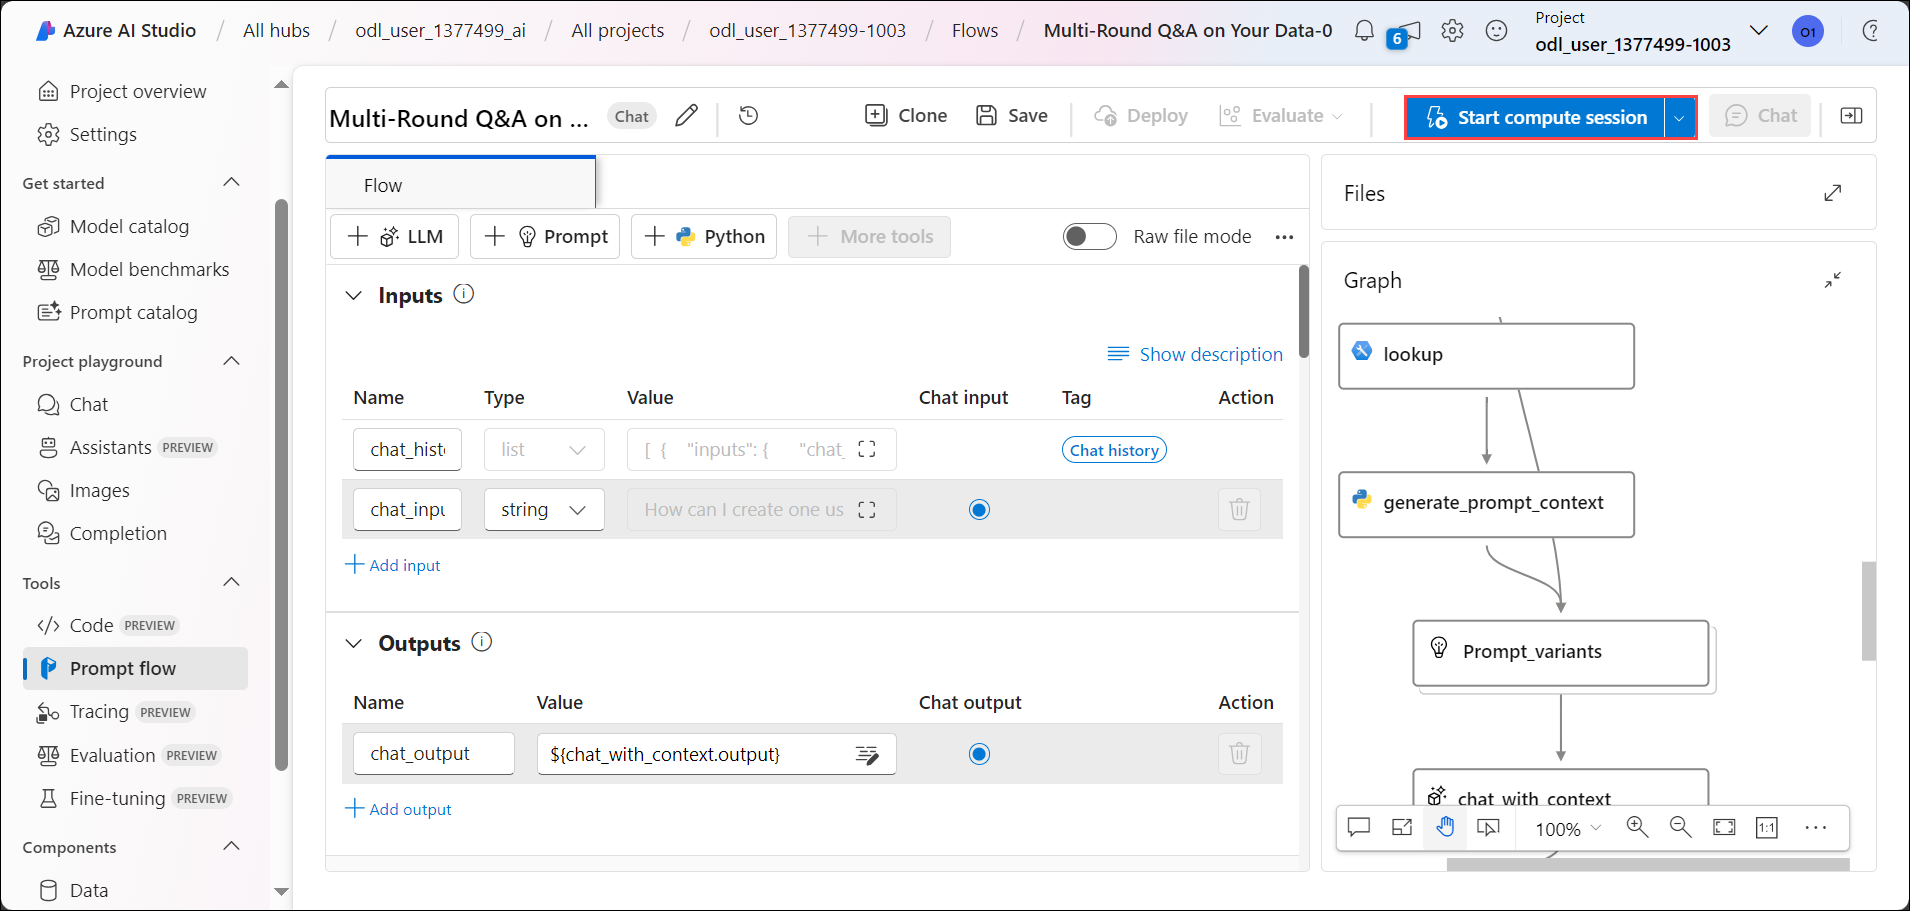 Azure AI Studio / All hubs / odl_user_1377499_ai / All projects / odl_user_1377499-1003 / Flows / Multi-Round Q&A on Your Data-0
6
Project
odl_user_1377499-1003
O1
Project overview
Settings
Get started
Model catalog
Model benchmarks
Prompt catalog
Project playground
Chat
Assistants PREVIEW
Images
Completion
Tools
Code PREVIEW
Prompt flow
Tracing PREVIEW
Evaluation PREVIEW
Fine-tuning PREVIEW
Components
Data
Multi-Round Q&A on ... Chat
Clone
Save
Deploy
Evaluate
Start compute session
Chat
Flow
LLM
Prompt
Python
More tools
Raw file mode
Inputs
Show description
Name Type Value Chat input Tag Action
chat_hist list [ { "inputs": { "chat_ Chat history
chat_inpu string How can I create one us
Add input
Outputs
Name Value Chat output Action
chat_output ${chat_with_context.output}
Add output
Files
Graph
lookup
generate_prompt_context
Prompt_variants
chat_with_context
100%
1:1